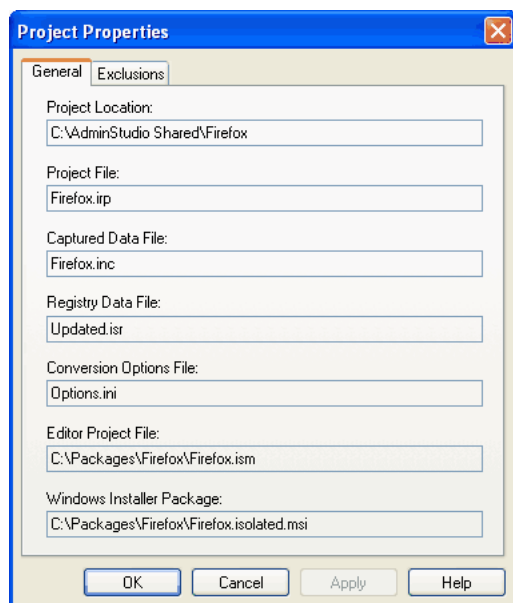 Project Properties
General Exclusions
Project Location:
C:\AdminStudio Shared\Firefox
Project File:
Firefox.irp
Captured Data File:
Firefox.inc
Registry Data File:
Updated.isr
Conversion Options File:
Options.ini
Editor Project File:
C:\Packages\Firefox\Firefox.ism
Windows Installer Package:
C:\Packages\Firefox\Firefox.isolated.msi
OK Cancel Apply Help